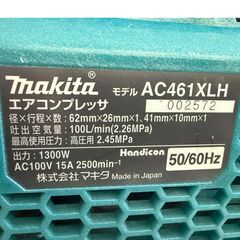 makita モデル AC461XLH
エアコンプレッサ 002572
径×行程×数：62mm×26mm×1、41mm×10mm×1
吐出空気量：100L/min(2.26MPa)
最高使用圧力：高圧用 2.45MPa
出力：1300W Handicon
AC100V 15A 2500min⁻¹ 50/60Hz
株式会社 マキタ